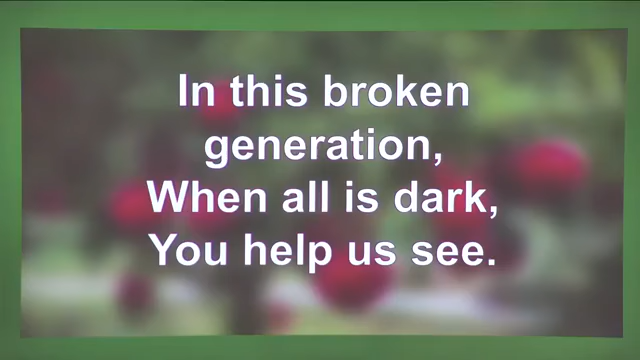 In this broken
generation,
When all is dark,
You help us see.